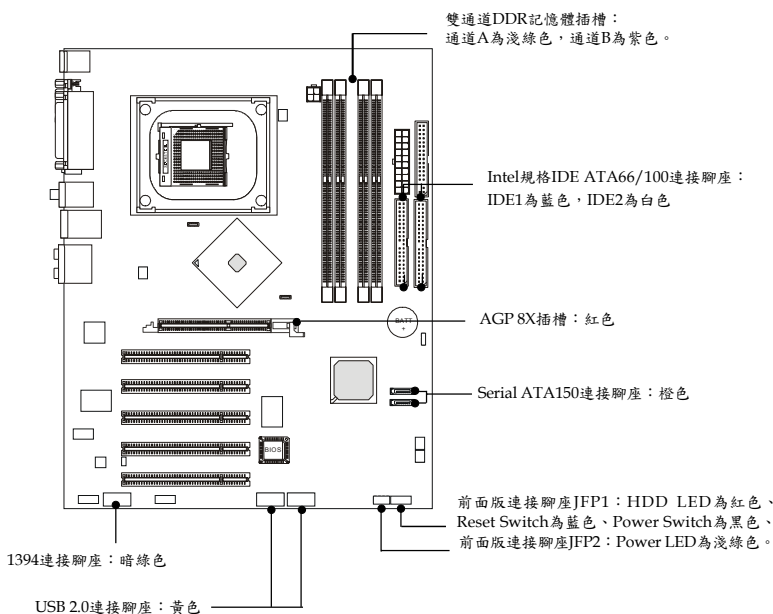 雙通道DDR記憶體插槽：
通道A為淺綠色，通道B為紫色。
Intel規格IDE ATA66/100連接腳座：
IDE1為藍色，IDE2為白色
BATT
+
AGP 8X插槽：紅色
Serial ATA150連接腳座：橙色
BIOS
前面版連接腳座JFP1：HDD LED為紅色、
Reset Switch為藍色、Power Switch為黑色、
前面版連接腳座JFP2：Power LED為淺綠色。
1394連接腳座：暗綠色
USB 2.0連接腳座：黃色